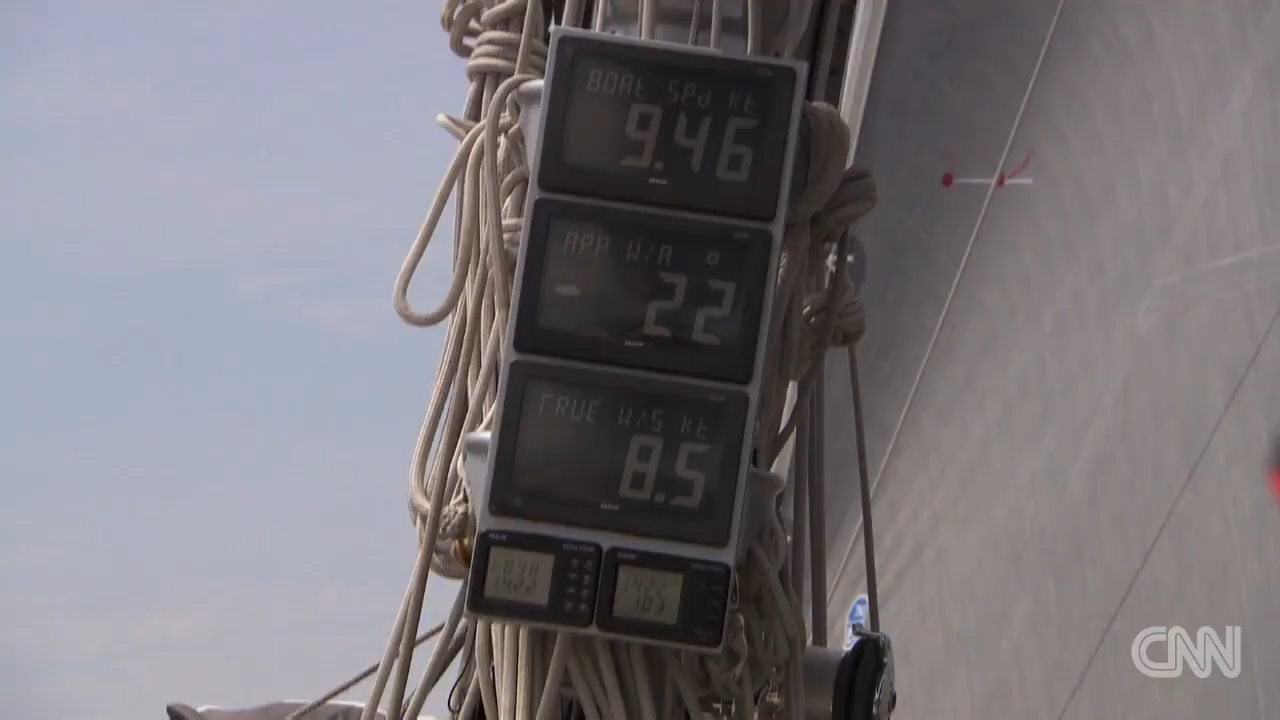 BOAt SPd Kt
9.46
APP W/A °
- 22
TRUE W/S Kt
8.5
CNN